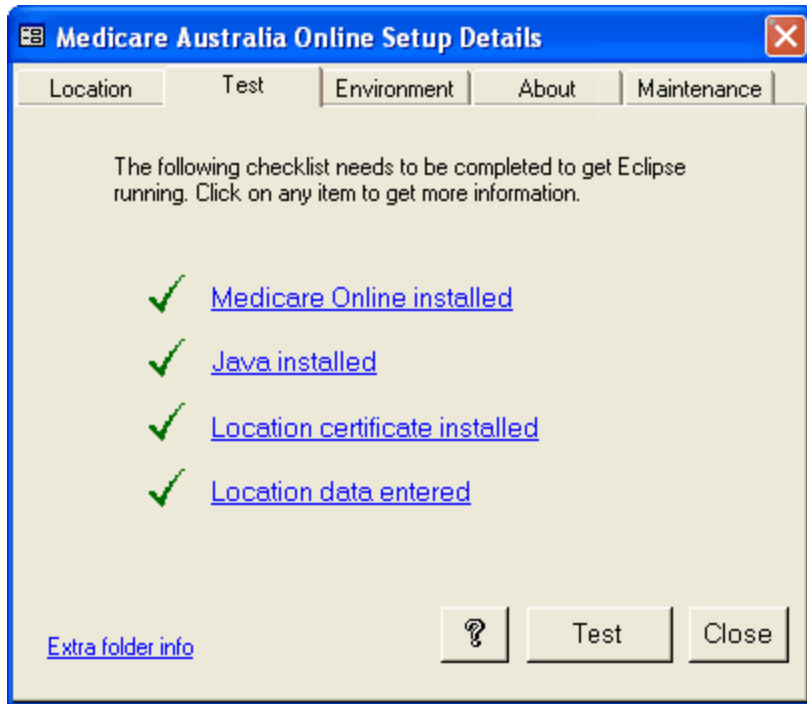 Medicare Australia Online Setup Details
Location Test Environment About Maintenance
The following checklist needs to be completed to get Eclipse
running. Click on any item to get more information.
Medicare Online installed
Java installed
Location certificate installed
Location data entered
Extra folder info ? Test Close